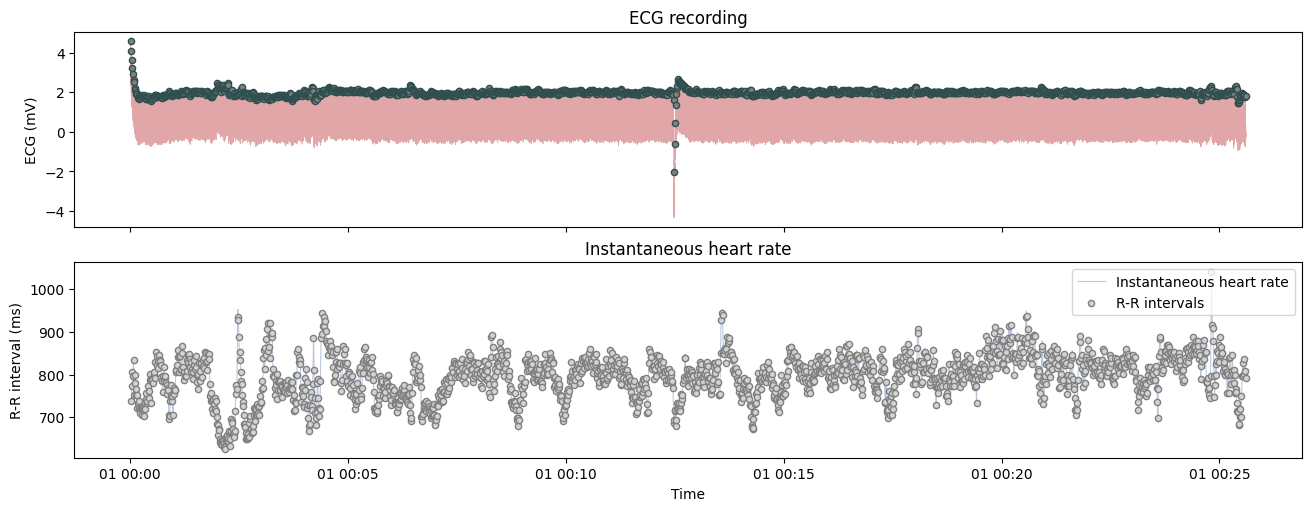 ECG recording
ECG (mV)
4
2
0
−2
−4
Instantaneous heart rate
R-R interval (ms)
1000
900
800
700
Instantaneous heart rate
R-R intervals
01 00:00
01 00:05
01 00:10
01 00:15
01 00:20
01 00:25
Time